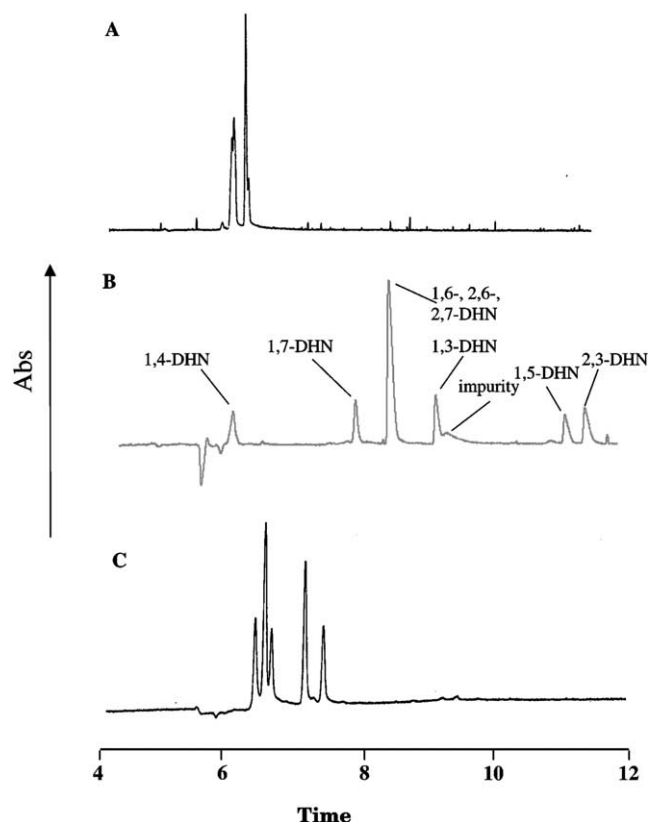 A
B
1,6-, 2,6-,
2,7-DHN
1,4-DHN
1,7-DHN
1,3-DHN
impurity
1,5-DHN
2,3-DHN
Abs
C
4 6 8 10 12
Time